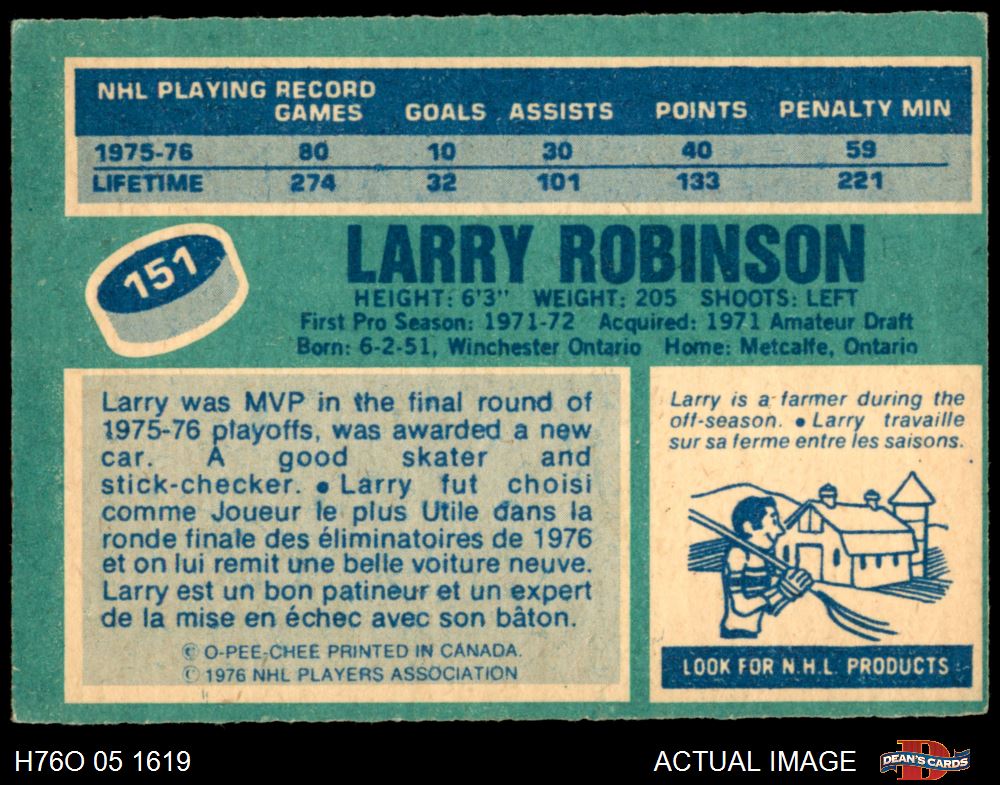 NHL PLAYING RECORD
GAMES GOALS ASSISTS POINTS PENALTY MIN
1975-76 80 10 30 40 59
LIFETIME 274 32 101 133 221
151
LARRY ROBINSON
HEIGHT: 6'3" WEIGHT: 205 SHOOTS: LEFT
First Pro Season: 1971-72 Acquired: 1971 Amateur Draft
Born: 6-2-51, Winchester Ontario Home: Metcalfe, Ontario
Larry was MVP in the final round of
1975-76 playoffs, was awarded a new
car. A good skater and
stick-checker. • Larry fut choisi
comme Joueur le plus Utile dans la
ronde finale des éliminatoires de 1976
et on lui remit une belle voiture neuve.
Larry est un bon patineur et un expert
de la mise en échec avec son bâton.
© O-PEE-CHEE PRINTED IN CANADA.
© 1976 NHL PLAYERS ASSOCIATION
Larry is a farmer during the
off-season. • Larry travaille
sur sa ferme entre les saisons.
LOOK FOR N.H.L. PRODUCTS
H76O 05 1619
ACTUAL IMAGE
DEAN'S CARDS